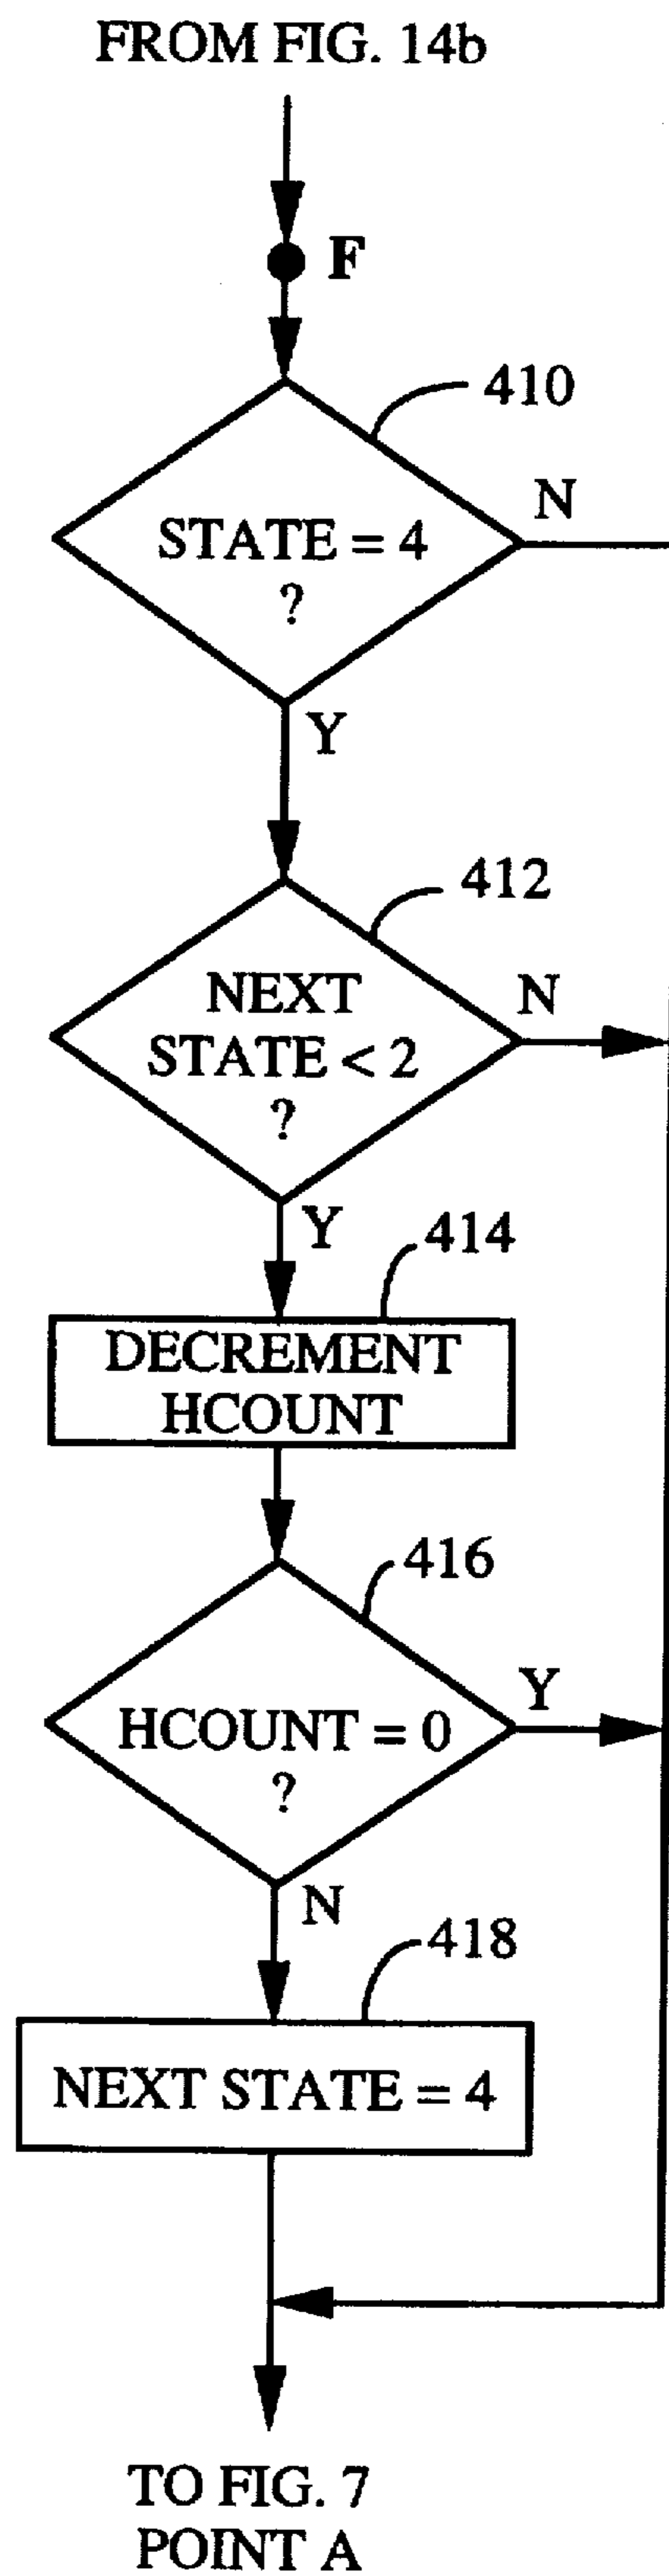 FROM FIG. 14b
F
410
STATE = 4
?
N
Y
412
NEXT
STATE < 2
?
N
Y
414
DECREMENT
HCOUNT
416
HCOUNT = 0
?
Y
N
418
NEXT STATE = 4
TO FIG. 7
POINT A